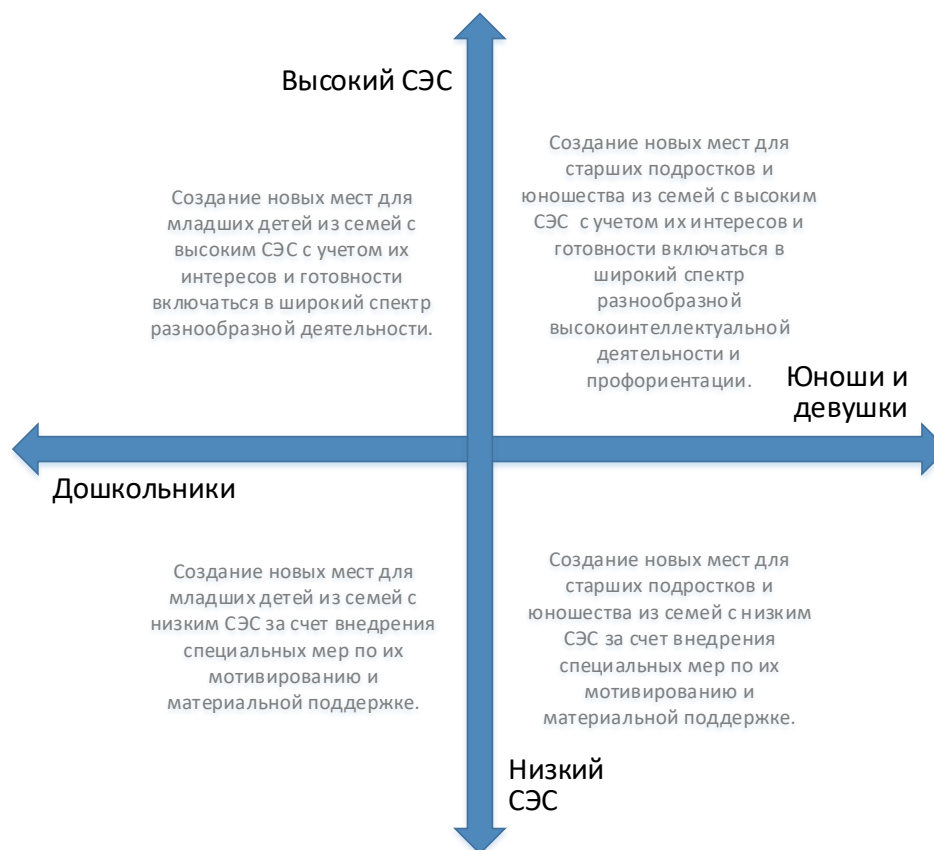 Высокий СЭС
Создание новых мест для
младших детей из семей с
высоким СЭС с учетом их
интересов и готовности
включаться в широкий спектр
разнообразной деятельности.
Создание новых мест для
старших подростков и
юношества из семей с высоким
СЭС с учетом их интересов и
готовности включаться в
широкий спектр
разнообразной
высокоинтеллектуальной
деятельности и
профориентации.
Юноши и
девушки
Дошкольники
Создание новых мест для
младших детей из семей с
низким СЭС за счет внедрения
специальных мер по их
мотивированию и
материальной поддержке.
Создание новых мест для
старших подростков и
юношества из семей с низким
СЭС за счет внедрения
специальных мер по их
мотивированию и
материальной поддержке.
Низкий
СЭС